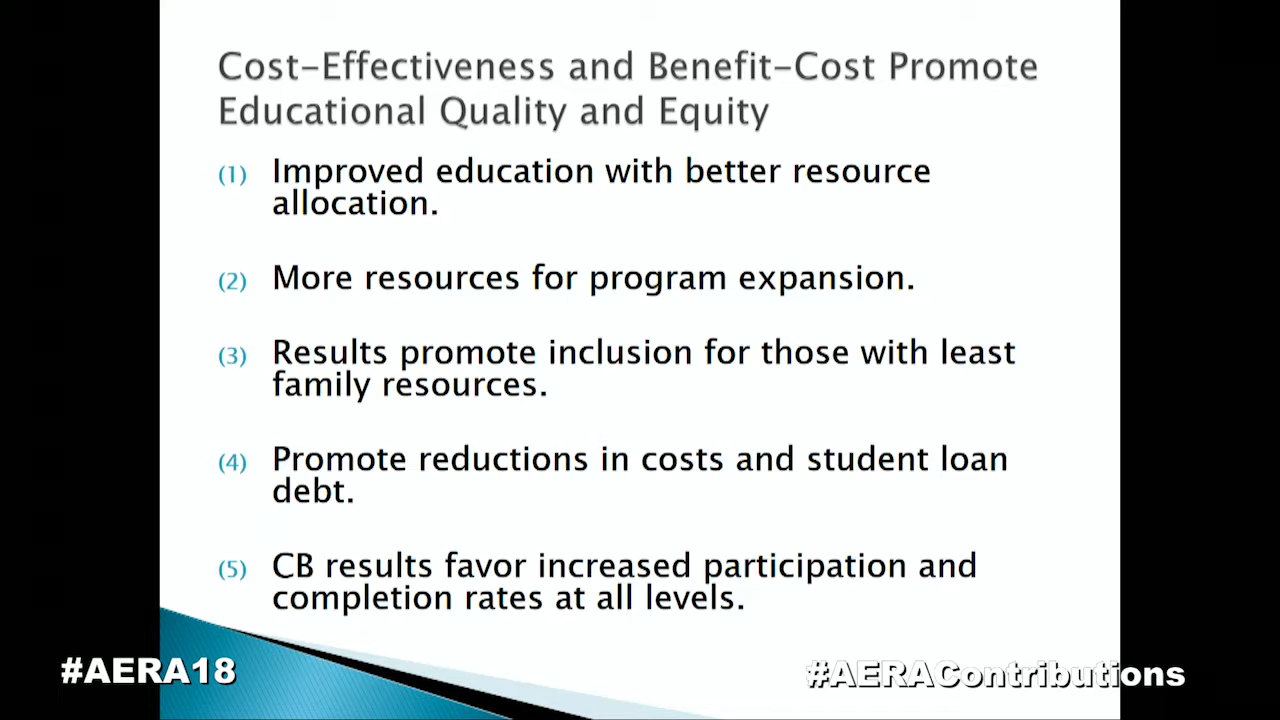 Cost-Effectiveness and Benefit-Cost Promote
Educational Quality and Equity
(1) Improved education with better resource
allocation.
(2) More resources for program expansion.
(3) Results promote inclusion for those with least
family resources.
(4) Promote reductions in costs and student loan
debt.
(5) CB results favor increased participation and
completion rates at all levels.
#AERA18
#AERAContributions